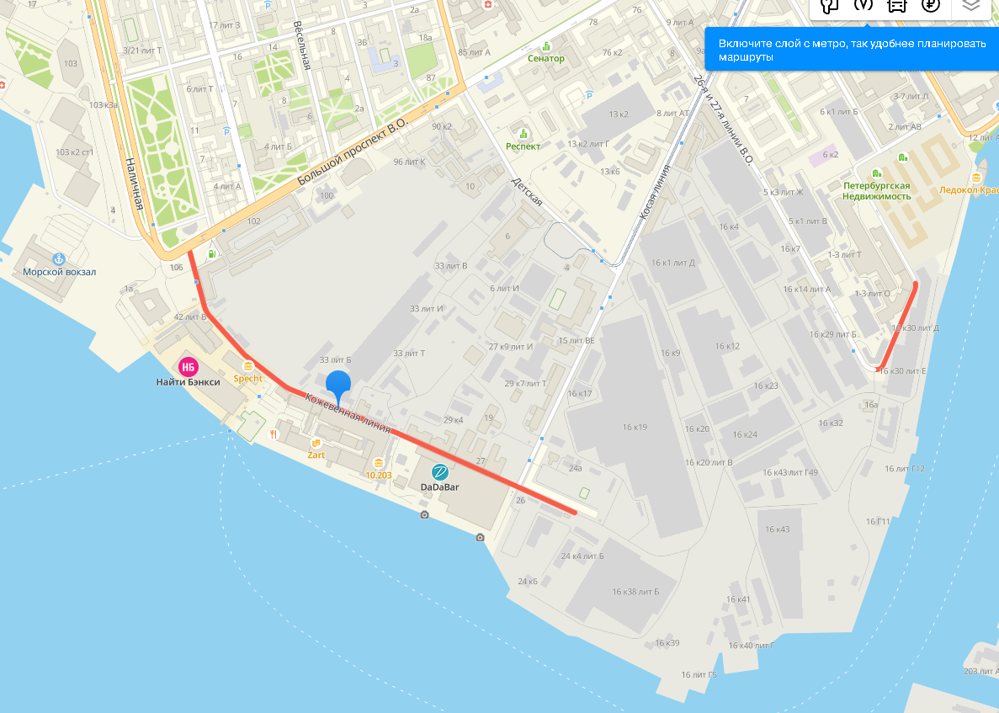 Включите слой с метро, так удобнее планировать
маршруты
17 лит З
2а
3Б
18а
85 лит А
78
77
79 лит А
Сенатор
76 к2
103
3/21 лит Т
16
Вёсельная
8
87
103 к3а
6 лит Т
8
2а
13 к2
8 лит АТ
26-я и 27-я линии В.О.
7
6 к1 лит Б
3-7 лит Л
2 лит АВ
12 лит А
11
90 к2
103 к2 ст1
4 лит Б
Большой проспект В.О.
96 лит К
Респект
13 к2 лит Г
6 к2
13 к6
Наличная
4 лит А
100
10
Детская
Косая линия
5 к3 лит Ж
Петербургская
Недвижимость
Ледокол Крас
4
102
6
16 к4
5 к1 лит В
Морской вокзал
106
33 лит В
4
16 к7
1-3 лит Т
16 к1 лит Д
1а
6 лит И
16 к14 лит А
1-3 лит О
33 лит И
42 лит В
15 лит ВЕ
16 к29 лит Б
16 к30 лит Д
27 к9 лит И
16 к12
33 лит Т
16 к9
33 лит Б
НБ
Найти Бэнкси
Specht
29 к7 лит Т
16 к30 лит Е
16 к17
16 к23
Кожевенная линия
16а
29 к4
19
16 к19
16 к20
16 к24
16 к32
Zart
10.203
27
DaDaBar
24а
16 к20 лит В
16 к43 лит Г49
16 лит Г12
26
16 Г11
16 к43
24 к4 лит Б
24 к6
16 к38 лит Б
16 к41
16 к39
16 к40 лит Г
16 лит Г5
203 лит А